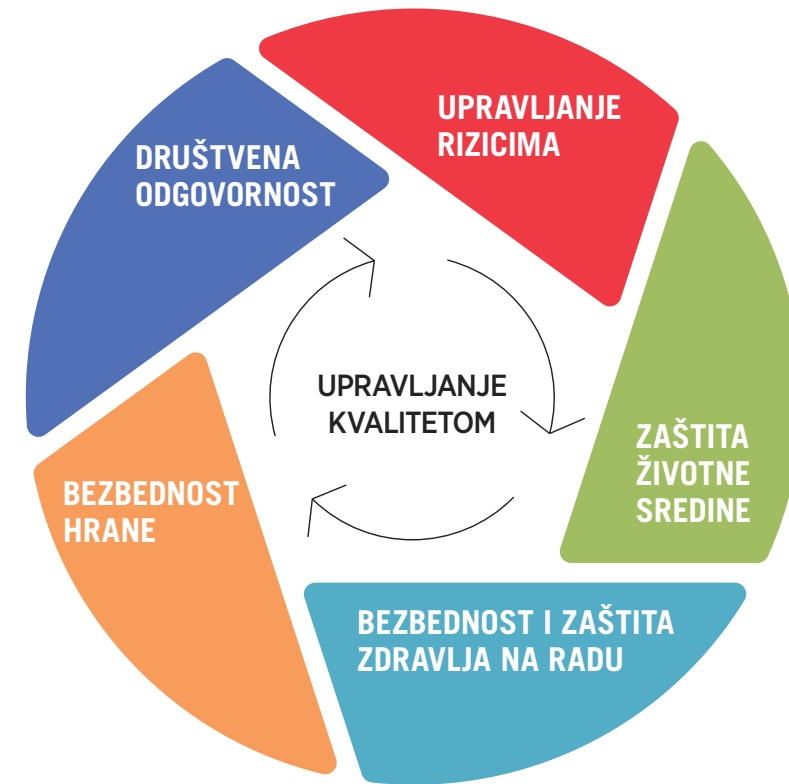 UPRAVLJANJE
RIZICIMA
DRUŠTVENA
ODGOVORNOST
UPRAVLJANJE
KVALITETOM
ZAŠTITA
ŽIVOTNE
SREDINE
BEZBEDNOST
HRANE
BEZBEDNOST I ZAŠTITA
ZDRAVLJA NA RADU